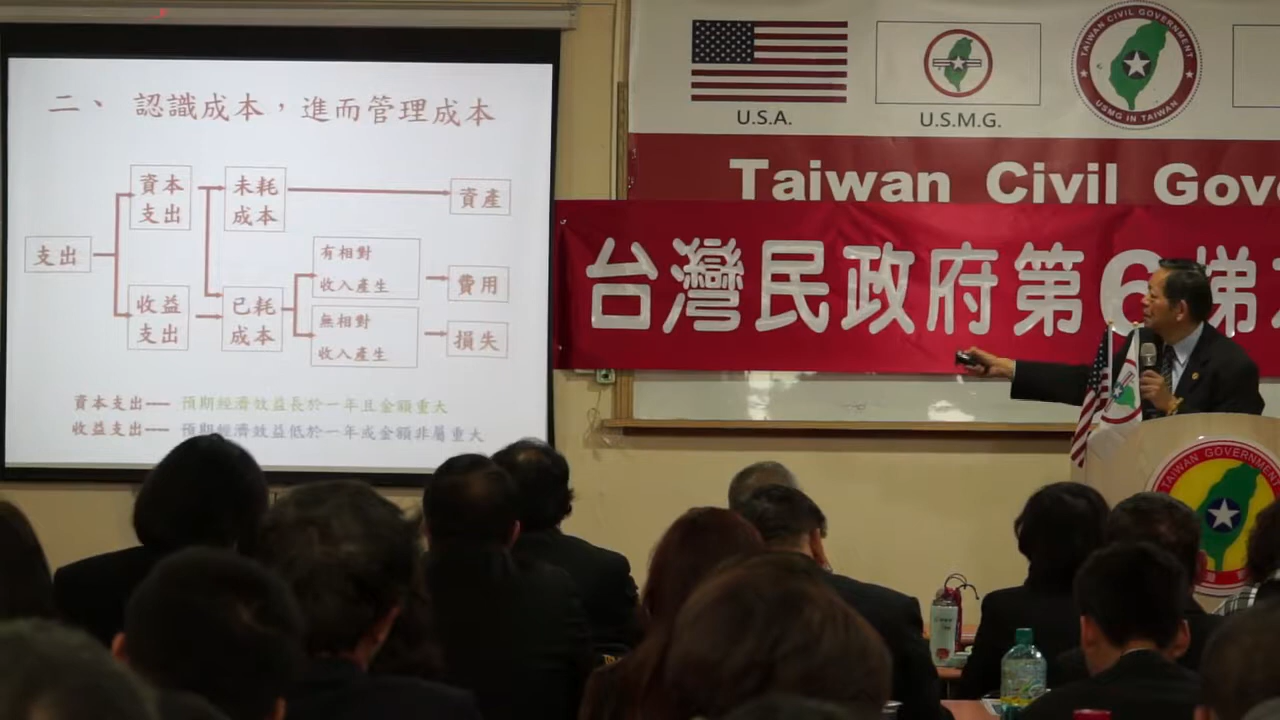 二、 認識成本，進而管理成本
支出
資本
支出
收益
支出
未耗
成本
已耗
成本
有相對
收入產生
無相對
收入產生
資產
費用
損失
資本支出── 預期經濟效益長於一年且金額重大
收益支出── 預期經濟效益低於一年或金額非屬重大
U.S.A.
U.S.M.G.
TAIWAN CIVIL GOVERNMENT
USMG IN TAIWAN
Taiwan Civil Gov
台灣民政府第6梯
TAIWAN GOVERNMENT